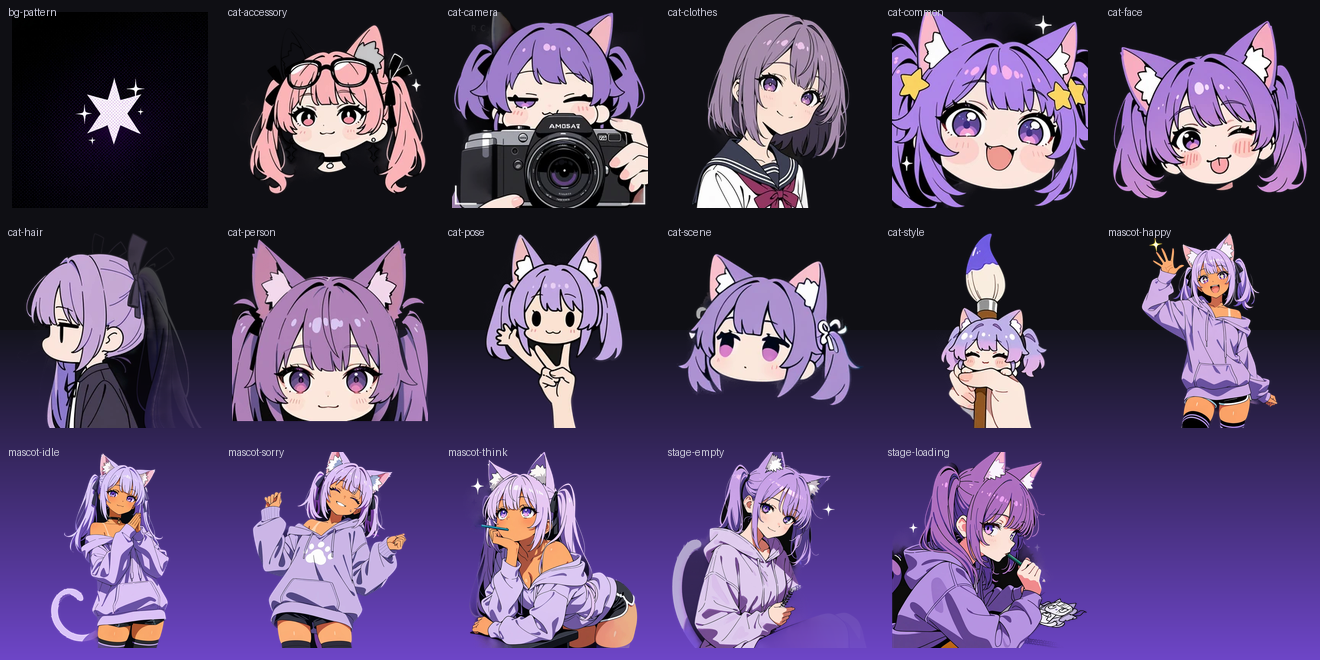 bg-pattern
cat-accessory
cat-camera
cat-clothes
cat-common
cat-face
AMOSAT
cat-hair
cat-person
cat-pose
cat-scene
cat-style
mascot-happy
mascot-idle
mascot-sorry
mascot-think
stage-empty
stage-loading